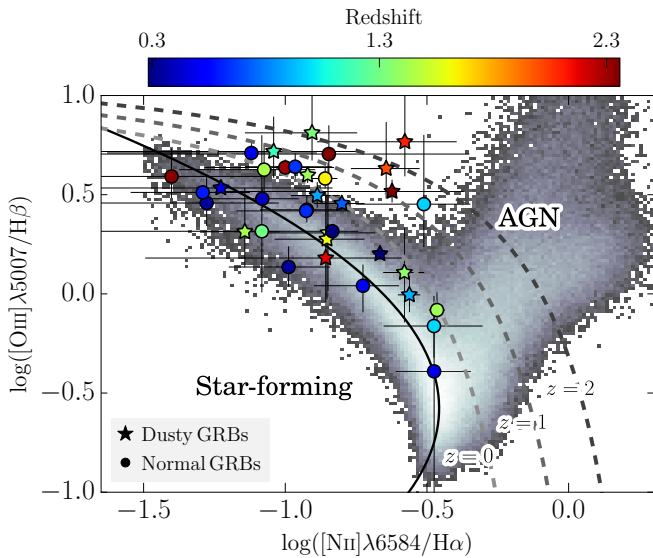 Redshift
0.3 1.3 2.3
1.0
0.5
0.0
−0.5
−1.0
log([OIII]λ5007/Hβ)
AGN
Star-forming
z = 2
z = 1
z = 0
Dusty GRBs
Normal GRBs
−1.5 −1.0 −0.5 0.0
log([NII]λ6584/Hα)